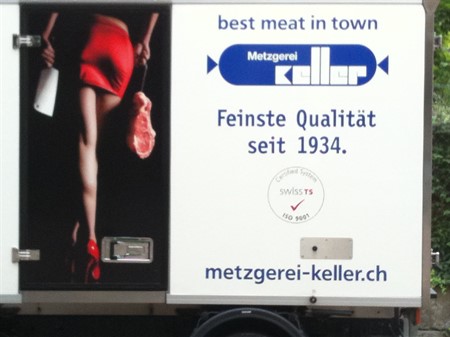 best meat in town
Metzgerei
Keller
Feinste Qualität
seit 1934.
Certified System
swiss TS
ISO 9001
metzgerei-keller.ch